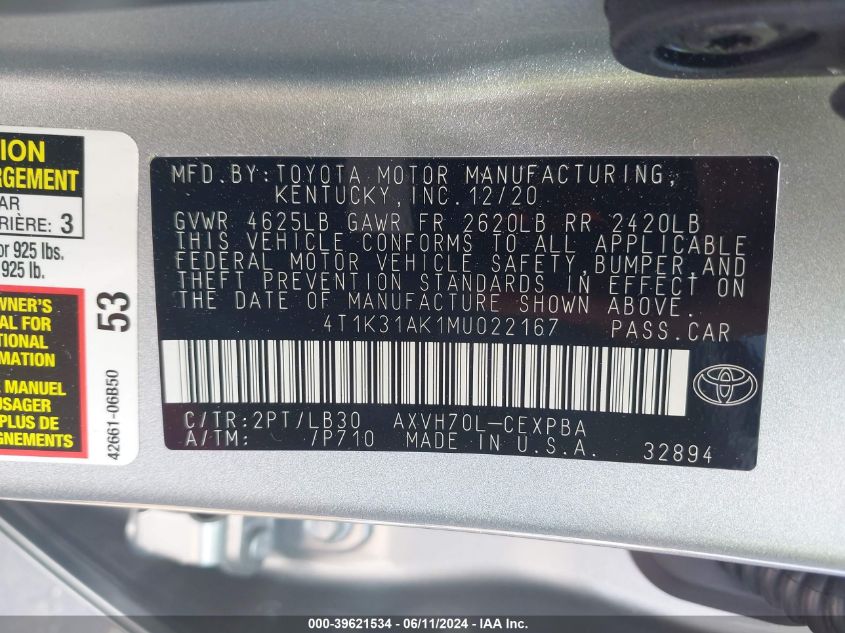 ION
RGEMENT
AR
RIÈRE: 3
or 925 lbs.
925 lb.
WNER'S
AL FOR
TIONAL
MATION
MANUEL
USAGER
PLUS DE
GNEMENTS
53
42661-06B50
MFD.BY:TOYOTA MOTOR MANUFACTURING,
KENTUCKY,INC.12/20
GVWR 4625LB GAWR FR 2620LB RR 2420LB
THIS VEHICLE CONFORMS TO ALL APPLICABLE
FEDERAL MOTOR VEHICLE SAFETY,BUMPER,AND
THEFT PREVENTION STANDARDS IN EFFECT ON
THE DATE OF MANUFACTURE SHOWN ABOVE.
4T1K31AK1MU022167 PASS.CAR
C/TR:2PT/LB30 AXVH70L-CEXPBA
A/TM: /P710 MADE IN U.S.A.
32894
000-39621534 - 06/11/2024 - IAA Inc.